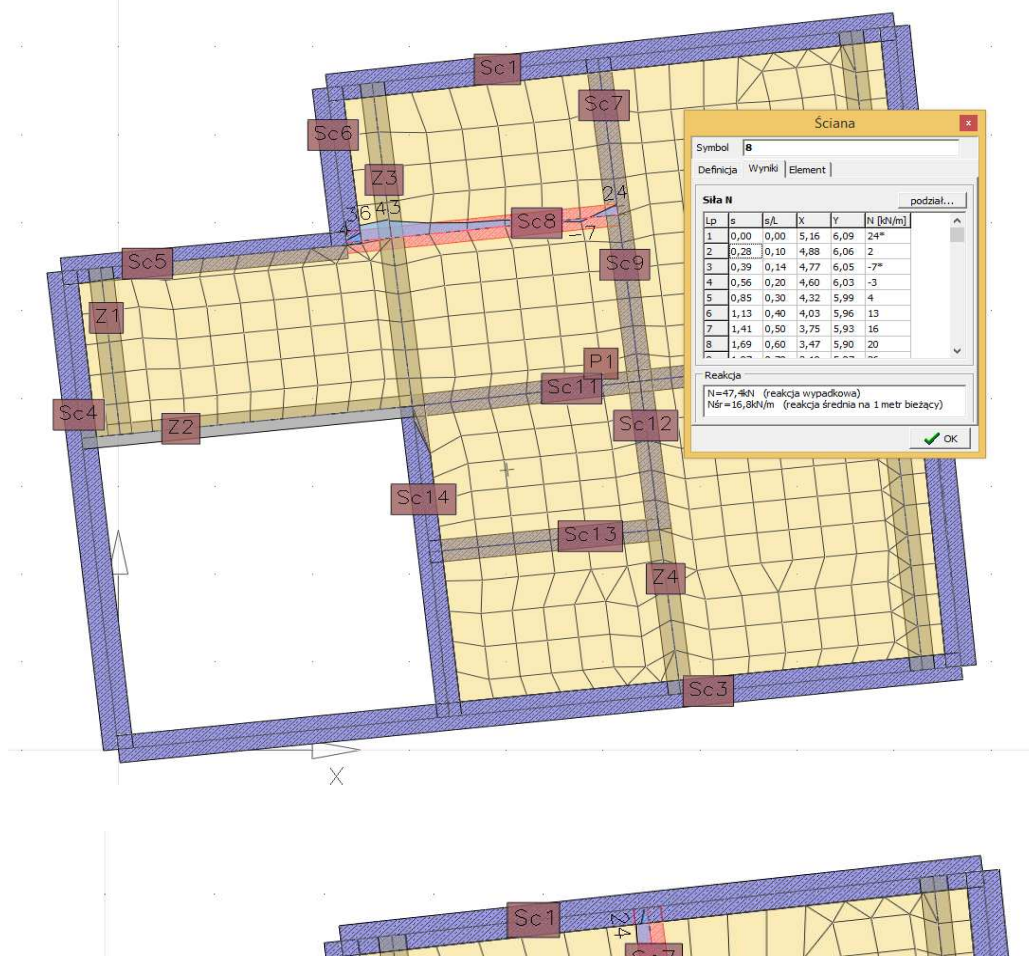 Sc1
Sc7
Sc6
Z3
24
36 43
4
Sc8
-7
Sc5
Sc9
Z1
P1
Sc11
Sc4
Z2
Sc12
Sc14
Sc13
Z4
Sc3
X
Ściana
x
Symbol 8
Definicja Wyniki Element
Siła N podział...
Lp s s/L X Y N [kN/m]
1 0,00 0,00 5,16 6,09 24*
2 0,28 0,10 4,88 6,06 2
3 0,39 0,14 4,77 6,05 -7*
4 0,56 0,20 4,60 6,03 -3
5 0,85 0,30 4,32 5,99 4
6 1,13 0,40 4,03 5,96 13
7 1,41 0,50 3,75 5,93 16
8 1,69 0,60 3,47 5,90 20
Reakcja
N=47,4kN (reakcja wypadkowa)
Nśr=16,8kN/m (reakcja średnia na 1 metr bieżący)
OK
Sc1
24